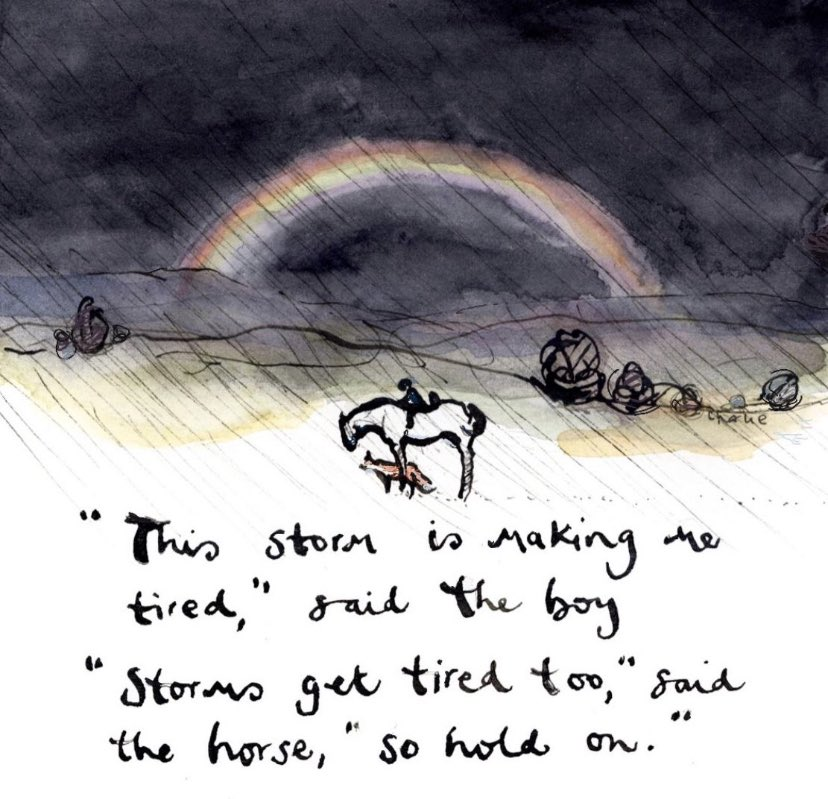 charlie
"This storm is making me
tired," said the boy
"Storms get tired too," said
the horse, "so hold on."